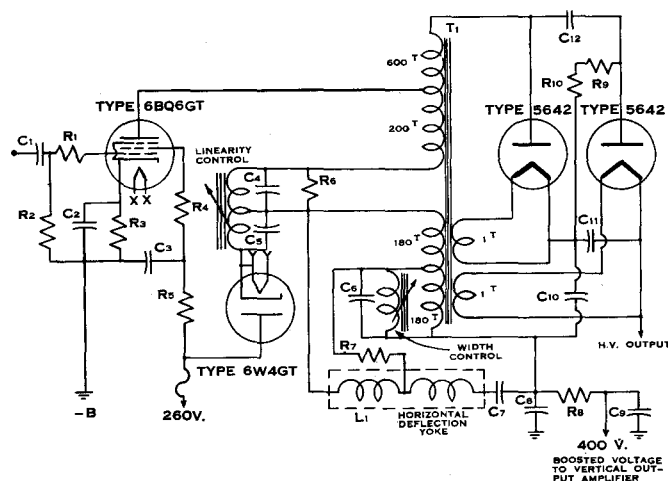 T1
C12
600 T
R10
R9
TYPE 6BQ6GT
TYPE 5642
TYPE 5642
C1
R1
200 T
LINEARITY
CONTROL
X X
C4
R6
R2
C2
R3
R4
C3
C5
180 T
1 T
C11
Y Y
C6
C10
R5
180 T
1 T
R7
WIDTH
CONTROL
H.V. OUTPUT
TYPE 6W4GT
-B
260V.
L1
HORIZONTAL
DEFLECTION
YOKE
C7
C8
R8
C9
400 V.
BOOSTED VOLTAGE
TO VERTICAL OUT-
PUT AMPLIFIER